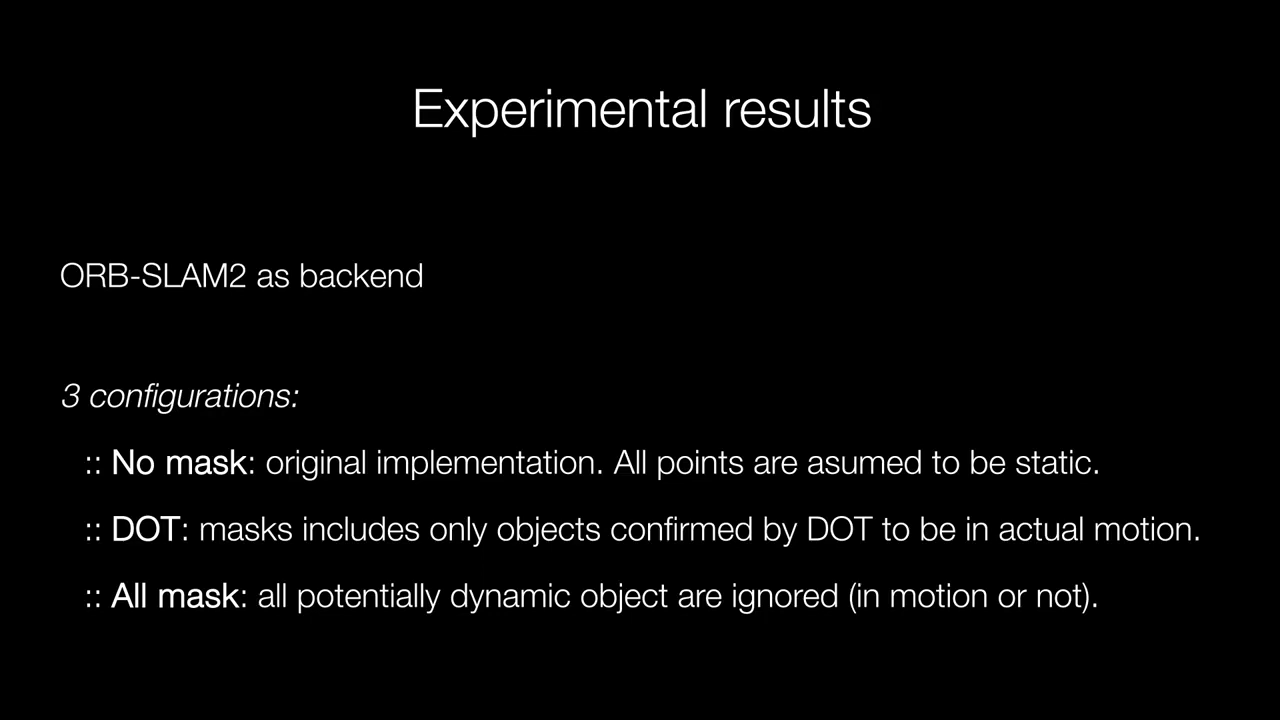 Experimental results
ORB-SLAM2 as backend
3 configurations:
:: No mask: original implementation. All points are asumed to be static.
:: DOT: masks includes only objects confirmed by DOT to be in actual motion.
:: All mask: all potentially dynamic object are ignored (in motion or not).